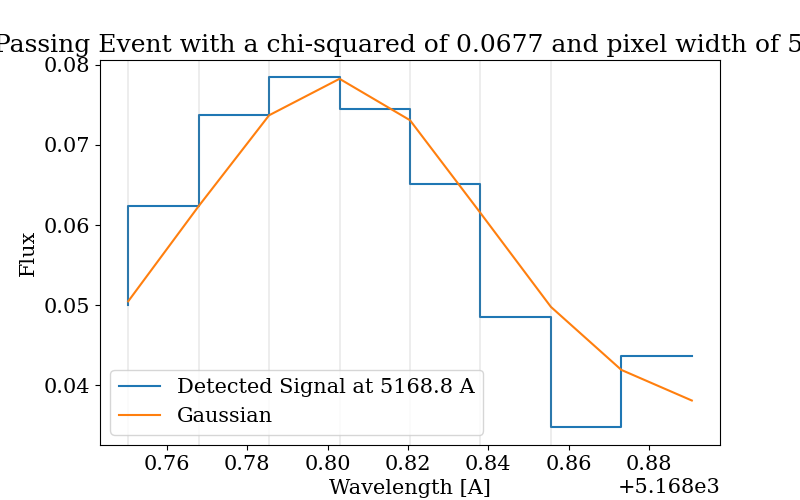 Passing Event with a chi-squared of 0.0677 and pixel width of 5
0.08
0.07
0.06
0.05
0.04
Flux
Detected Signal at 5168.8 A
Gaussian
0.76 0.78 0.80 0.82 0.84 0.86 0.88
Wavelength [A]
+5.168e3